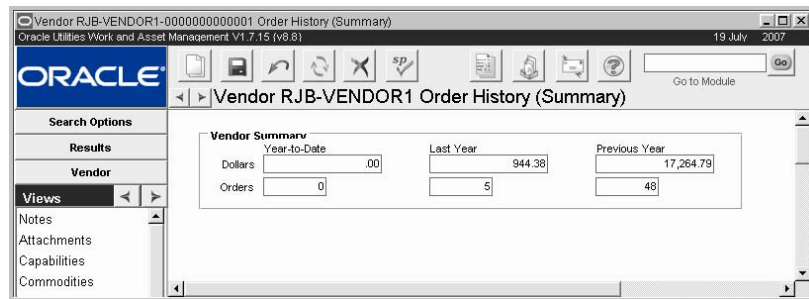 Vendor RJB-VENDOR1-0000000000001 Order History (Summary)
Oracle Utilities Work and Asset Management V1.7.15 {v8.8} 19 July 2007
ORACLE
sp
Go
Go to Module
Vendor RJB-VENDOR1 Order History (Summary)
Search Options
Results
Vendor
Views
Notes
Attachments
Capabilities
Commodities
Vendor Summary
Year-to-Date Last Year Previous Year
Dollars .00 944.38 17,264.79
Orders 0 5 48